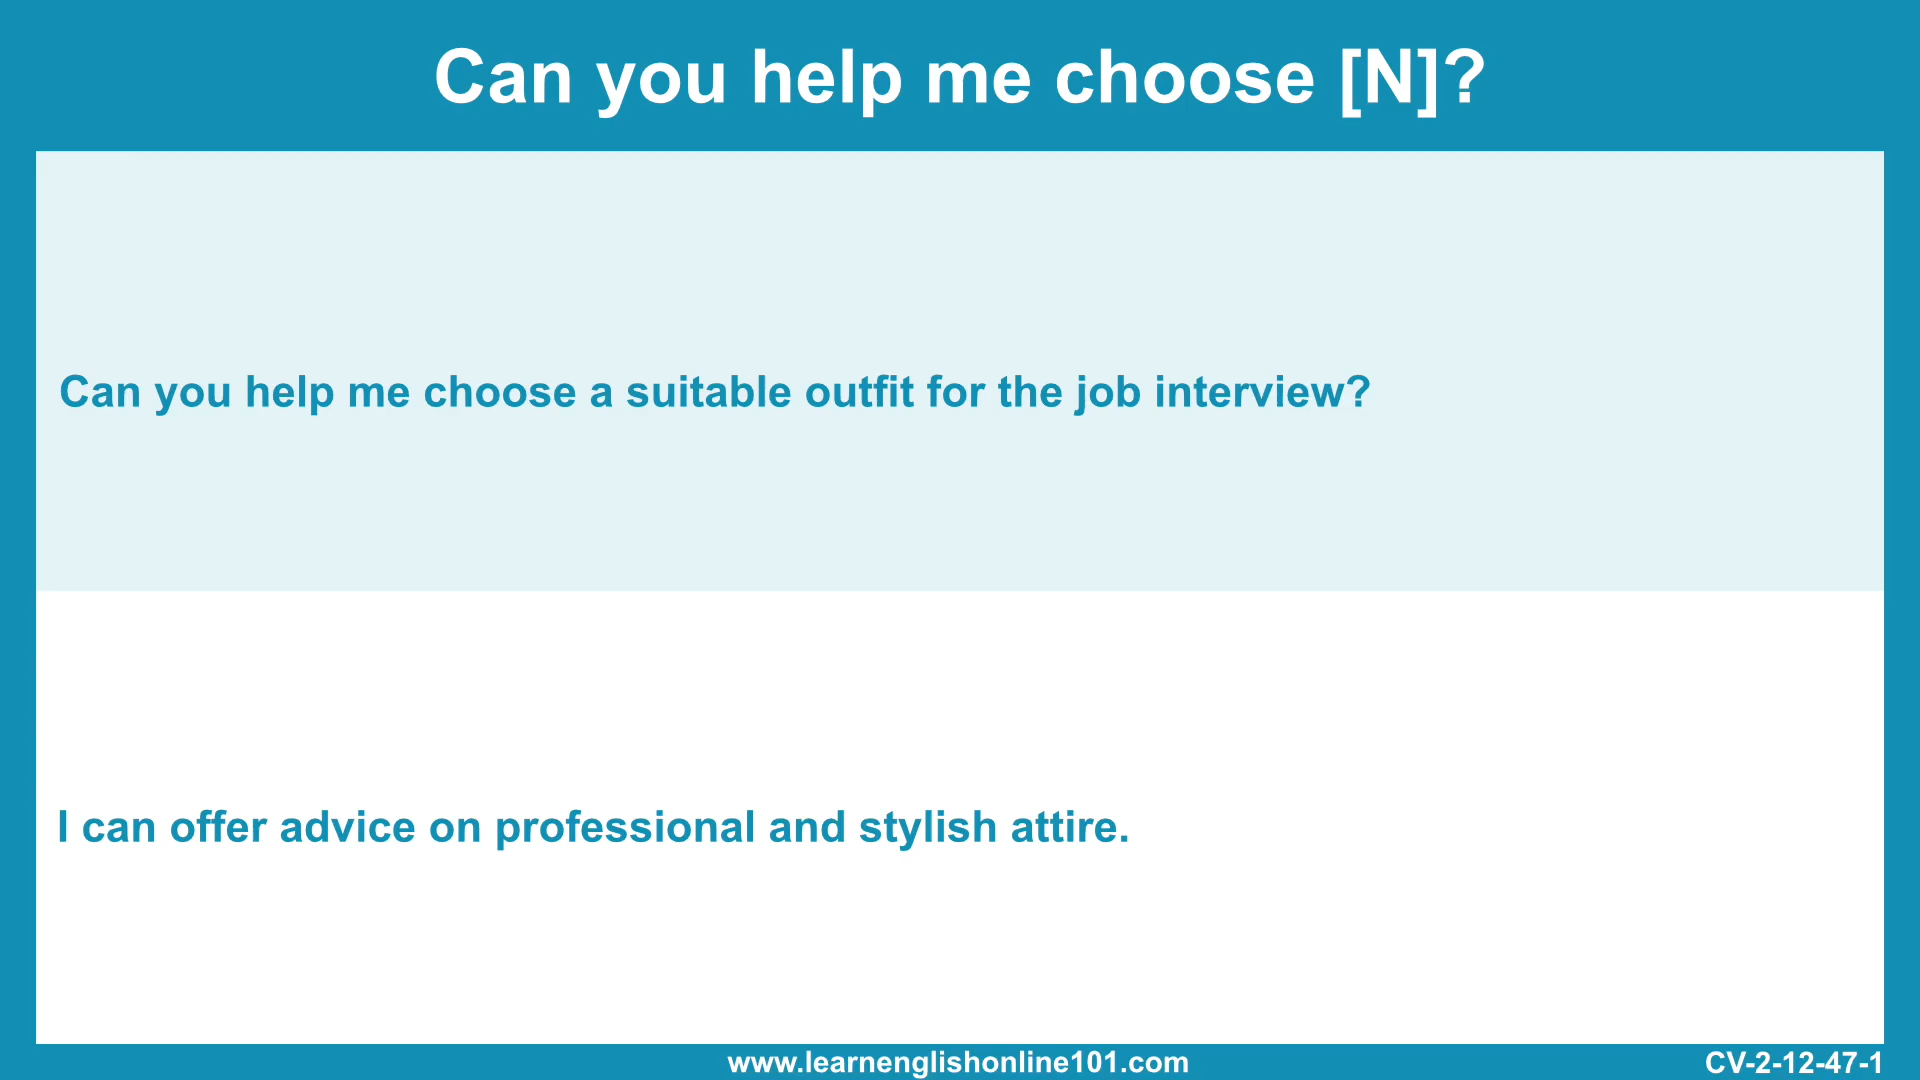 Can you help me choose [N]?
Can you help me choose a suitable outfit for the job interview?
I can offer advice on professional and stylish attire.
www.learnenglishonline101.com
CV-2-12-47-1